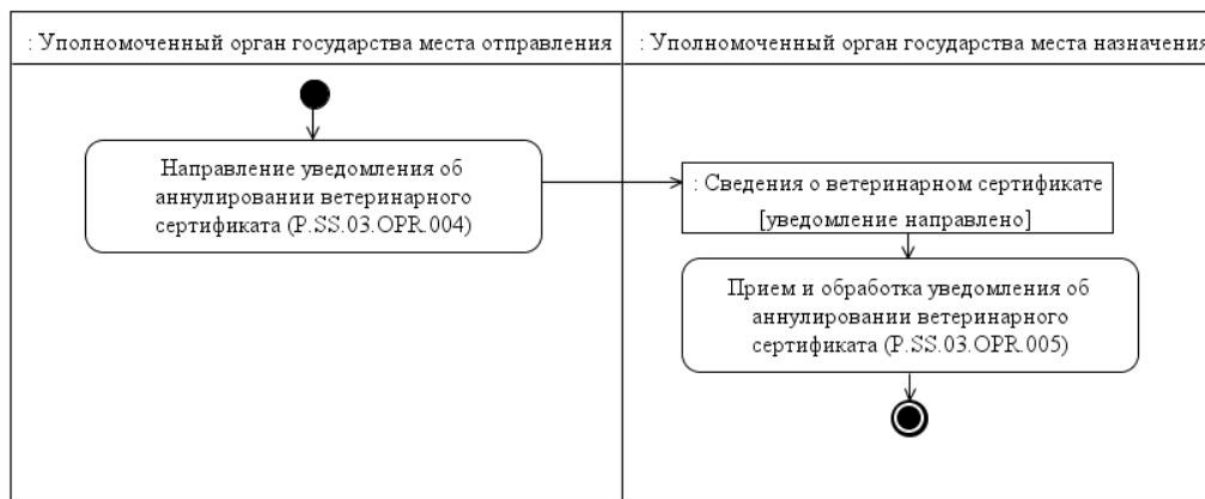 : Уполномоченный орган государства места отправления
: Уполномоченный орган государства места назначения
Направление уведомления об
аннулировании ветеринарного
сертификата (P.SS.03.OPR.004)
: Сведения о ветеринарном сертификате
[уведомление направлено]
Прием и обработка уведомления об
аннулировании ветеринарного
сертификата (P.SS.03.OPR.005)